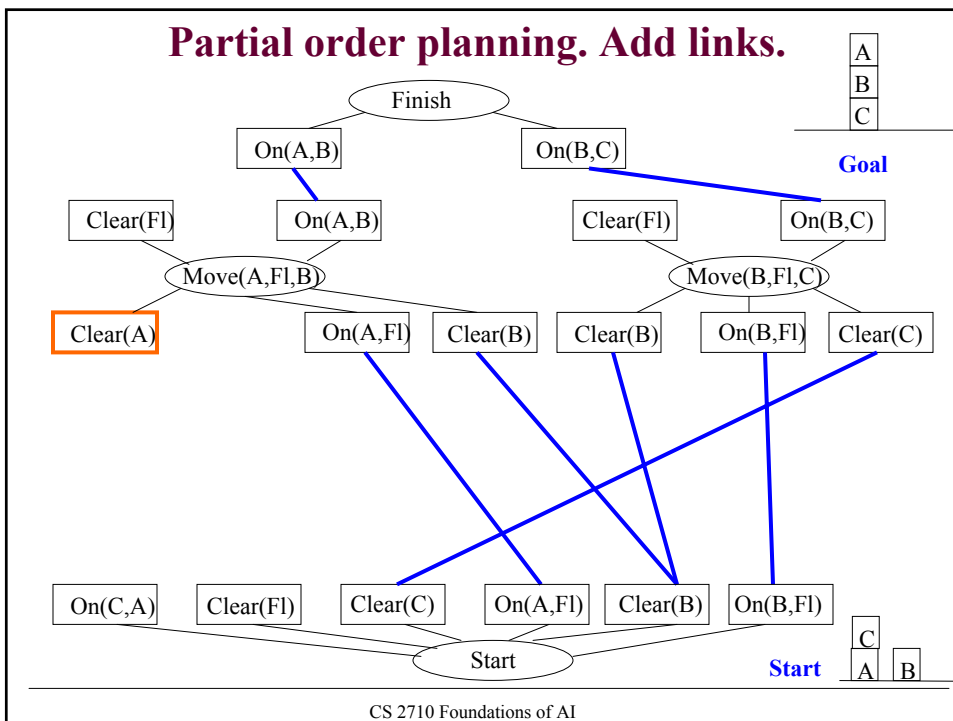 Partial order planning. Add links.
A
B
C
Finish
On(A,B)
On(B,C)
Goal
Clear(Fl)
On(A,B)
Clear(Fl)
On(B,C)
Move(A,Fl,B)
Move(B,Fl,C)
Clear(A)
On(A,Fl)
Clear(B)
Clear(B)
On(B,Fl)
Clear(C)
On(C,A)
Clear(Fl)
Clear(C)
On(A,Fl)
Clear(B)
On(B,Fl)
Start
Start
C
A
B
CS 2710 Foundations of AI